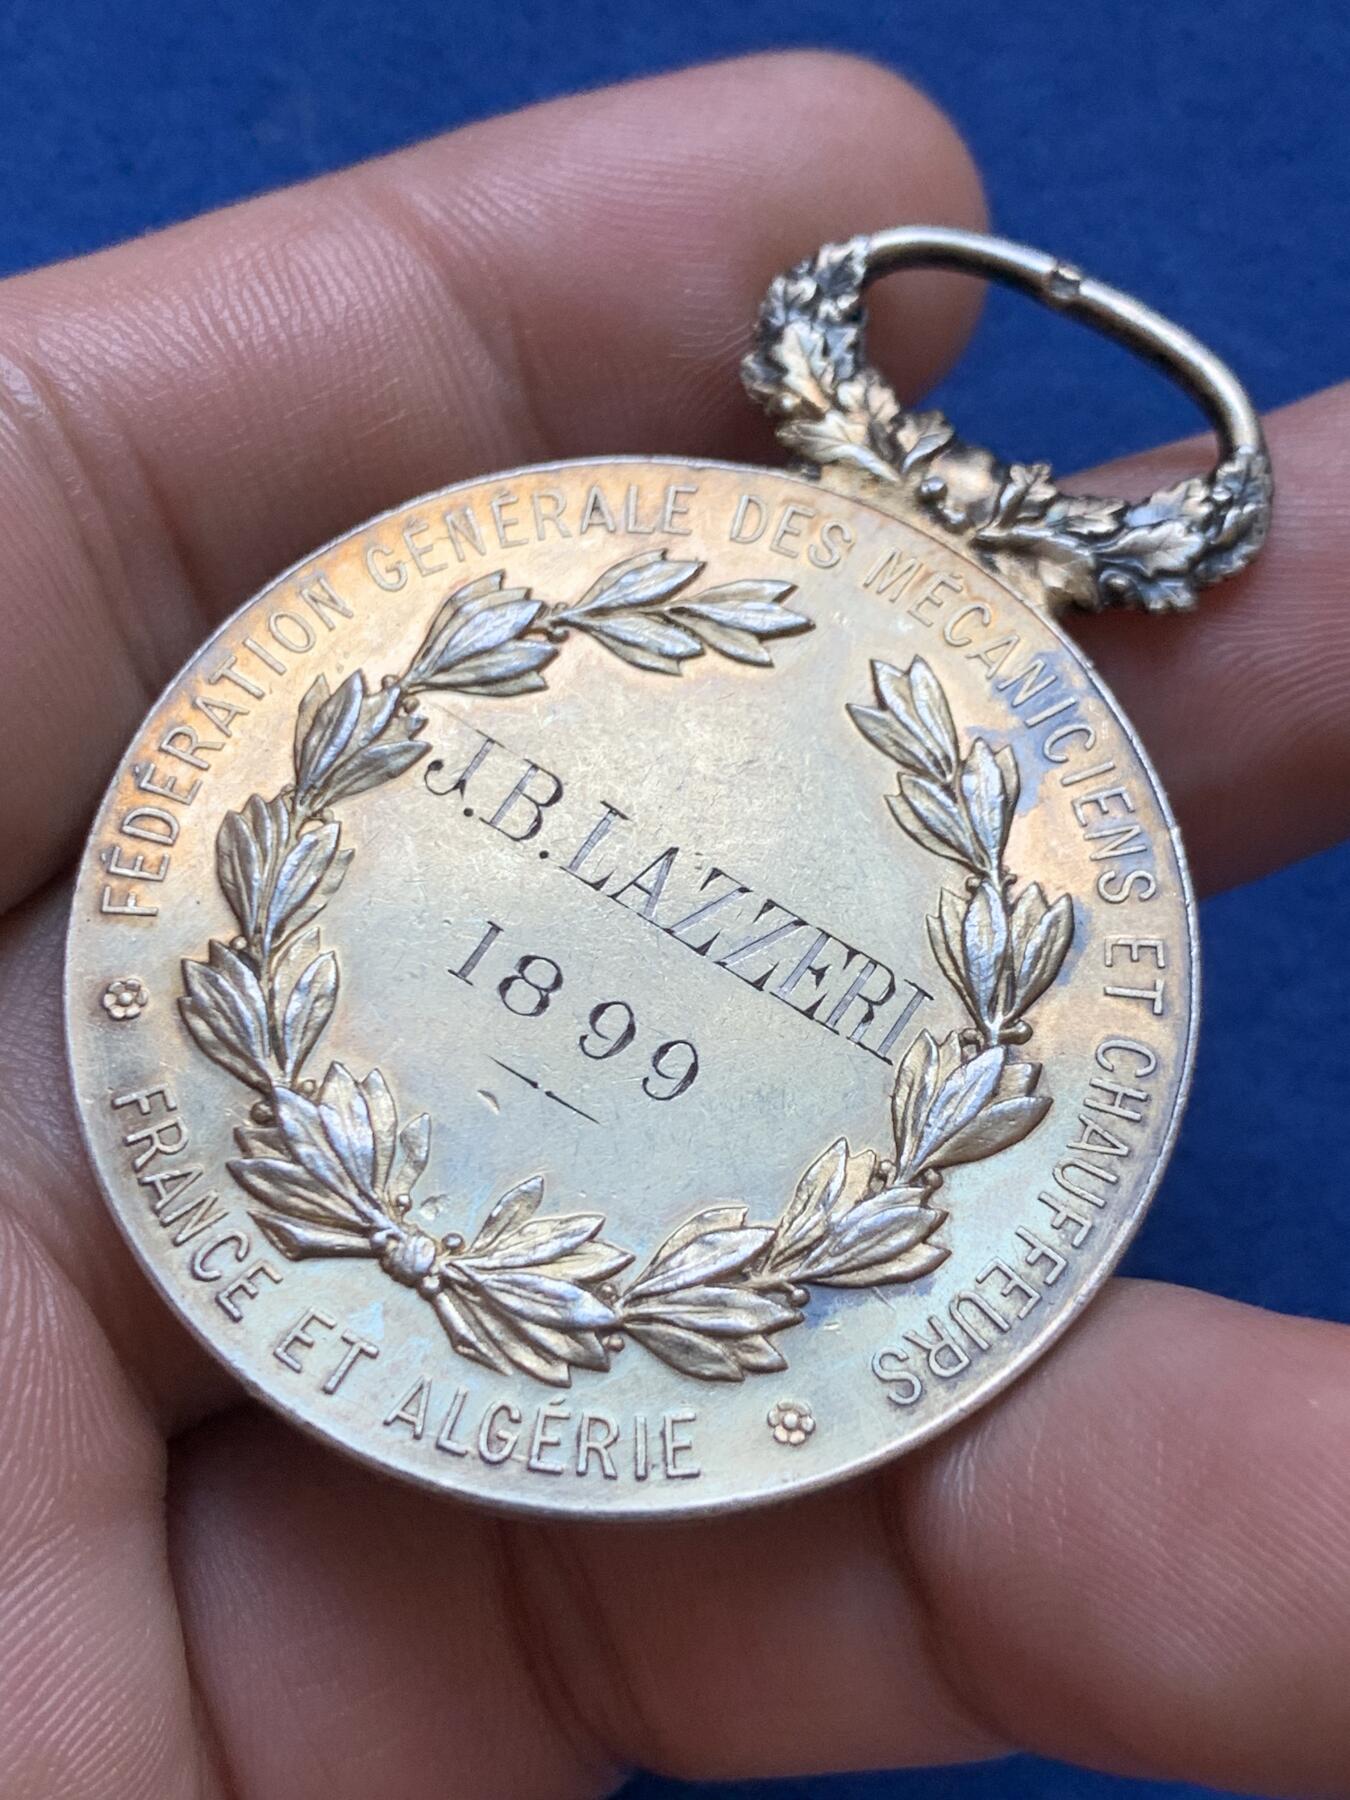 FÉDÉRATION GÉNÉRALE DES MÉCANICIENS ET CHAUFFEURS
J.B. LAZZERI
1899
FRANCE ET ALGÉRIE